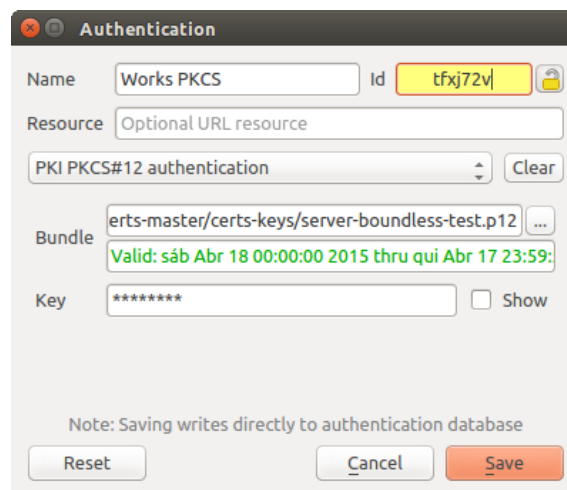 Authentication
Name Works PKCS Id tfxj72v
Resource Optional URL resource
PKI PKCS#12 authentication Clear
Bundle erts-master/certs-keys/server-boundless-test.p12 ...
Valid: sáb Abr 18 00:00:00 2015 thru qui Abr 17 23:59:
Key ******** Show
Note: Saving writes directly to authentication database
Reset Cancel Save